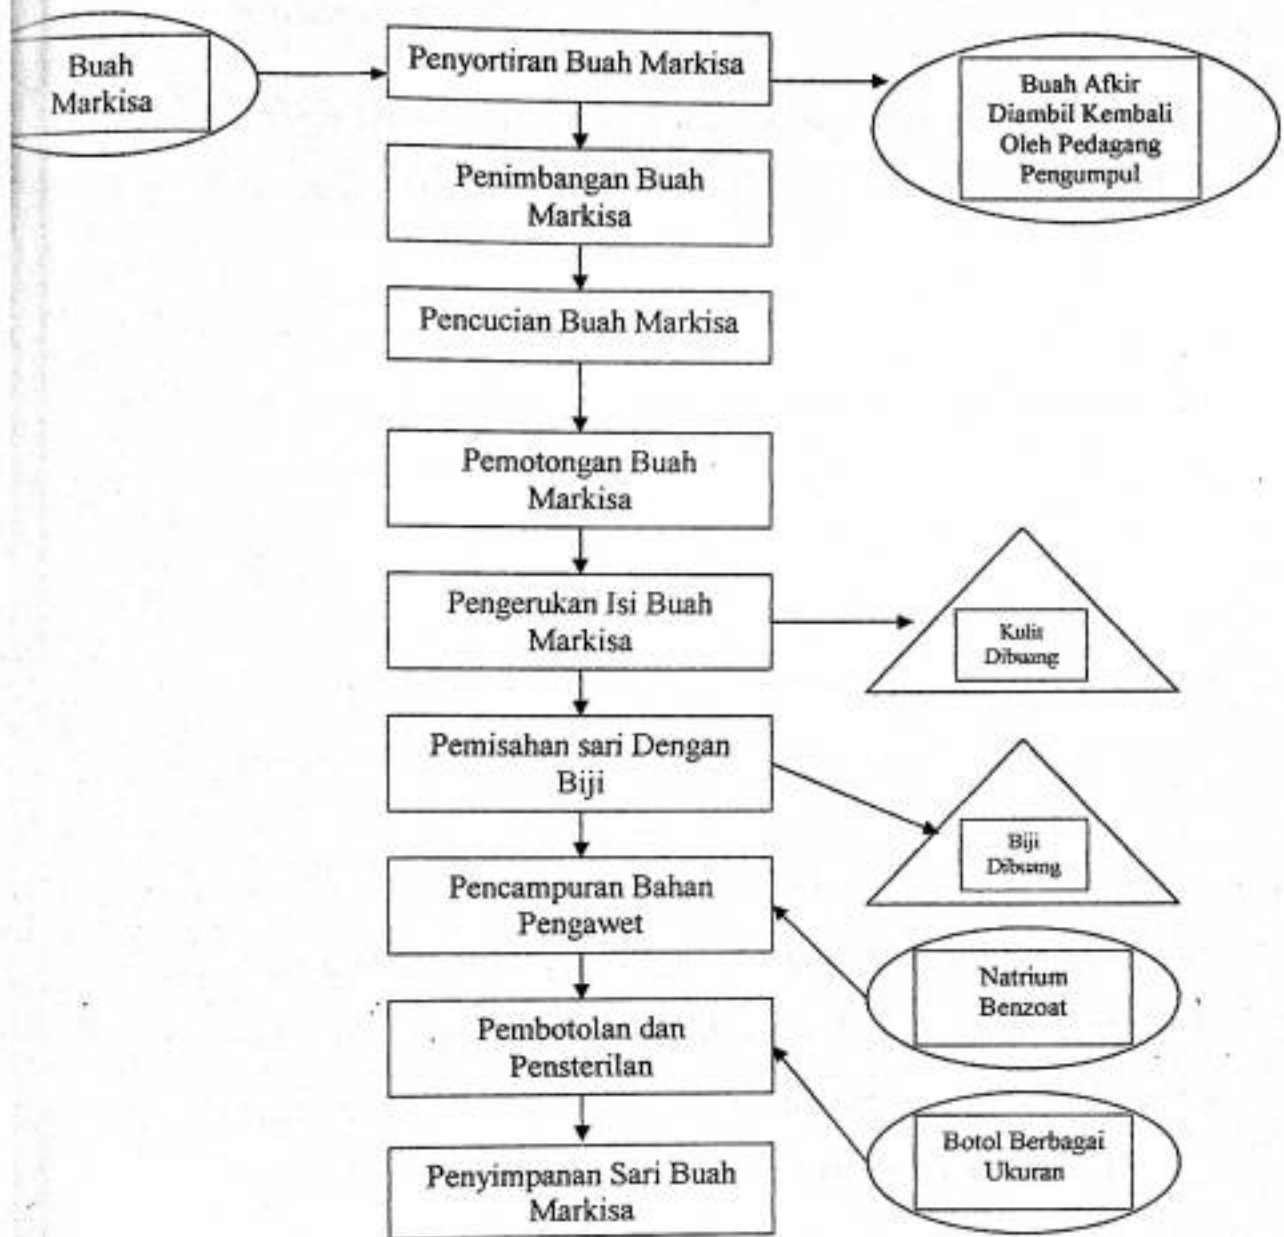 Buah
Markisa
Penyortiran Buah Markisa
Buah Afkir
Diambil Kembali
Oleh Pedagang
Pengumpul
Penimbangan Buah
Markisa
Pencucian Buah Markisa
Pemotongan Buah
Markisa
Pengerukan Isi Buah
Markisa
Kulit
Dibuang
Pemisahan sari Dengan
Biji
Biji
Dibuang
Pencampuran Bahan
Pengawet
Natrium
Benzoat
Pembotolan dan
Pensterilan
Botol Berbagai
Ukuran
Penyimpanan Sari Buah
Markisa